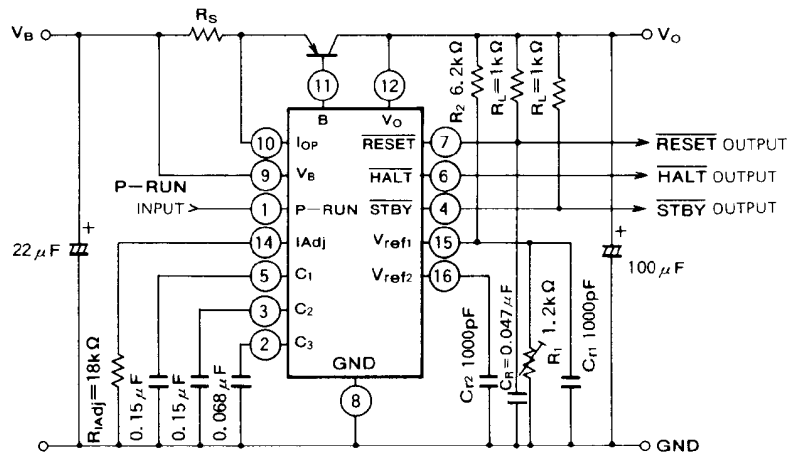 V_B
R_S
V_O
11
12
B
V_O
R_2 6.2kΩ
R_L=1kΩ
R_L=1kΩ
10
I_OP
RESET
7
RESET OUTPUT
9
V_B
HALT
6
HALT OUTPUT
P-RUN
INPUT>
1
P-RUN
STBY
4
STBY OUTPUT
14
IAdj
V_ref1
15
5
C_1
V_ref2
16
3
C_2
2
C_3
GND
8
+
22μF
+
100μF
R_IAdj=18kΩ
0.15μF
0.15μF
0.068μF
C_r2 1000pF
C_R=0.047μF
R_1
1.2kΩ
C_r1 1000pF
GND